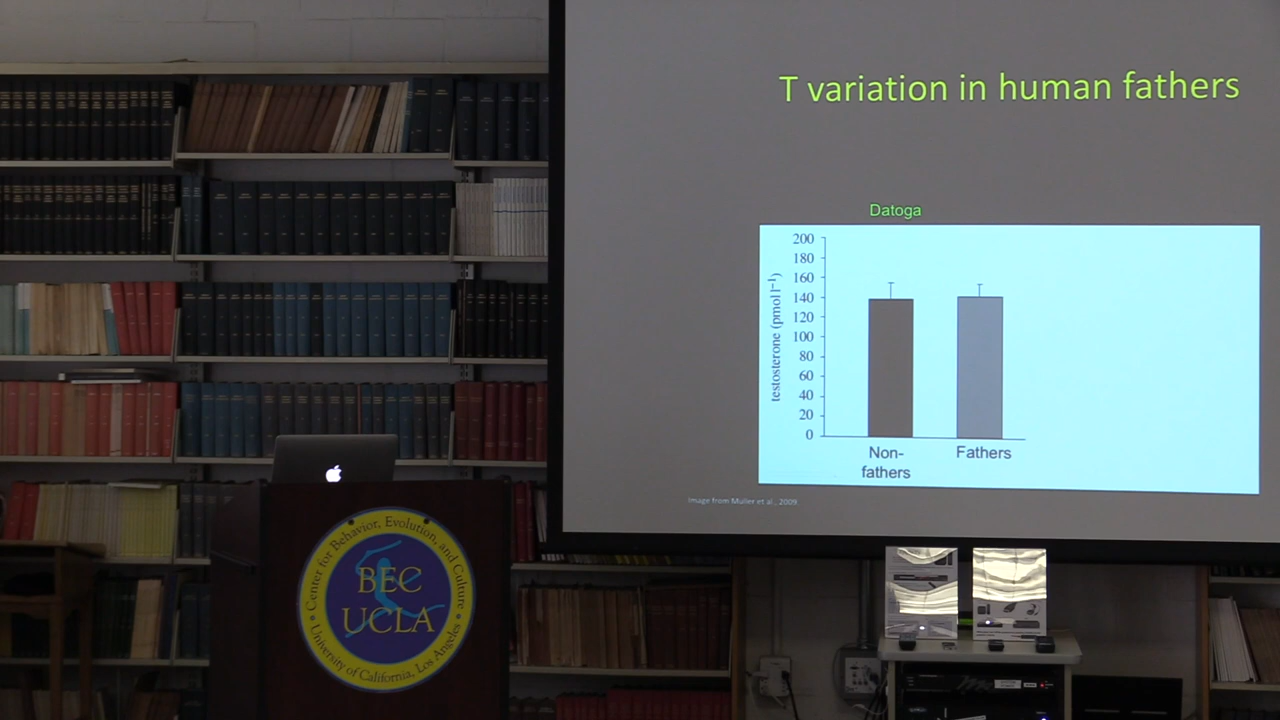 T variation in human fathers
Datoga
testosterone (pmol l⁻¹)
200
180
160
140
120
100
80
60
40
20
0
Non-
fathers
Fathers
Image from Muller et al., 2009
Center for Behavior, Evolution, and Culture
BEC
UCLA
University of California, Los Angeles